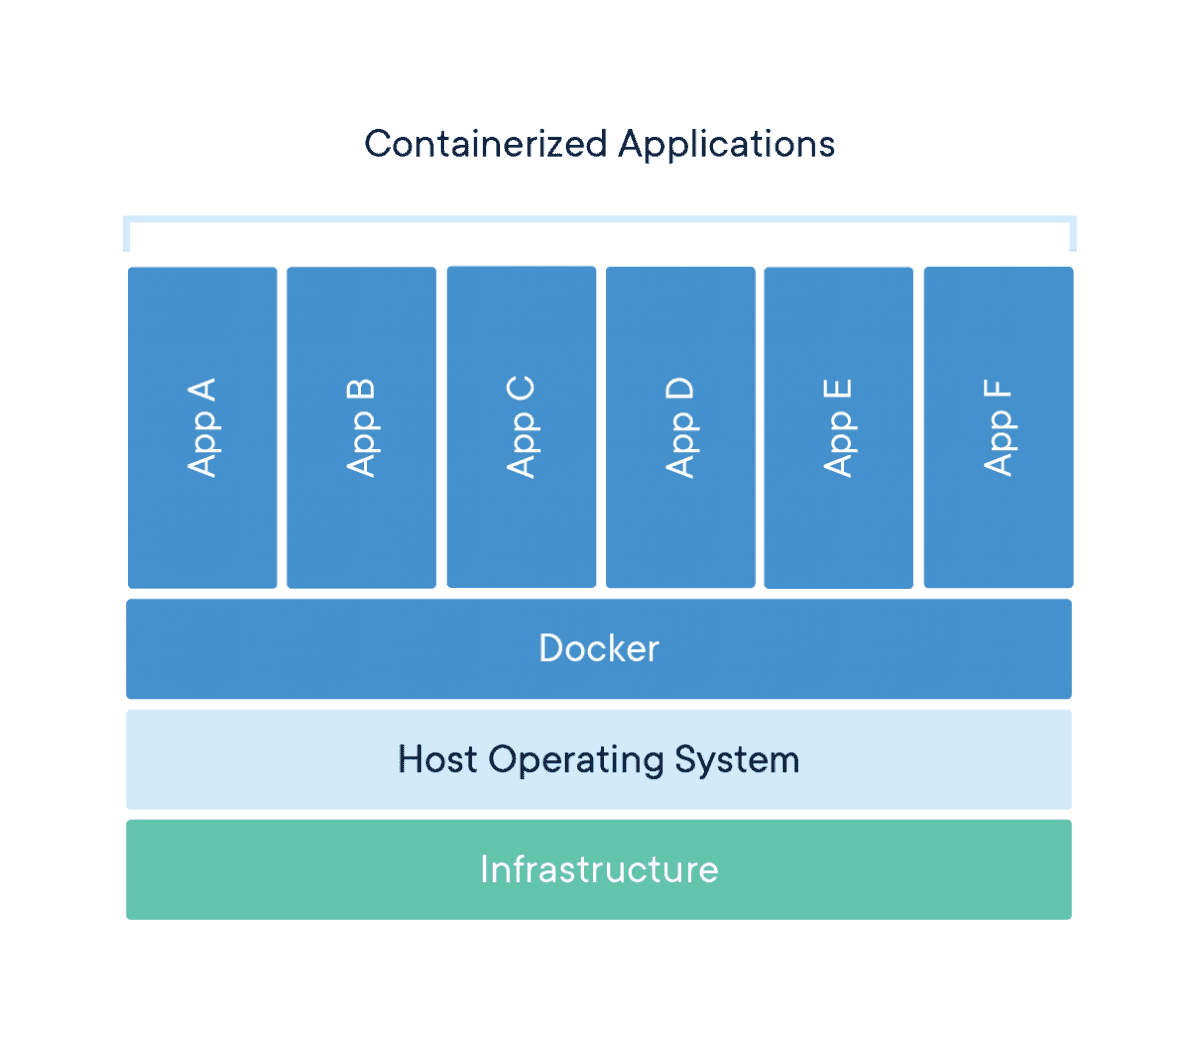 Containerized Applications
App A
App B
App C
App D
App E
App F
Docker
Host Operating System
Infrastructure